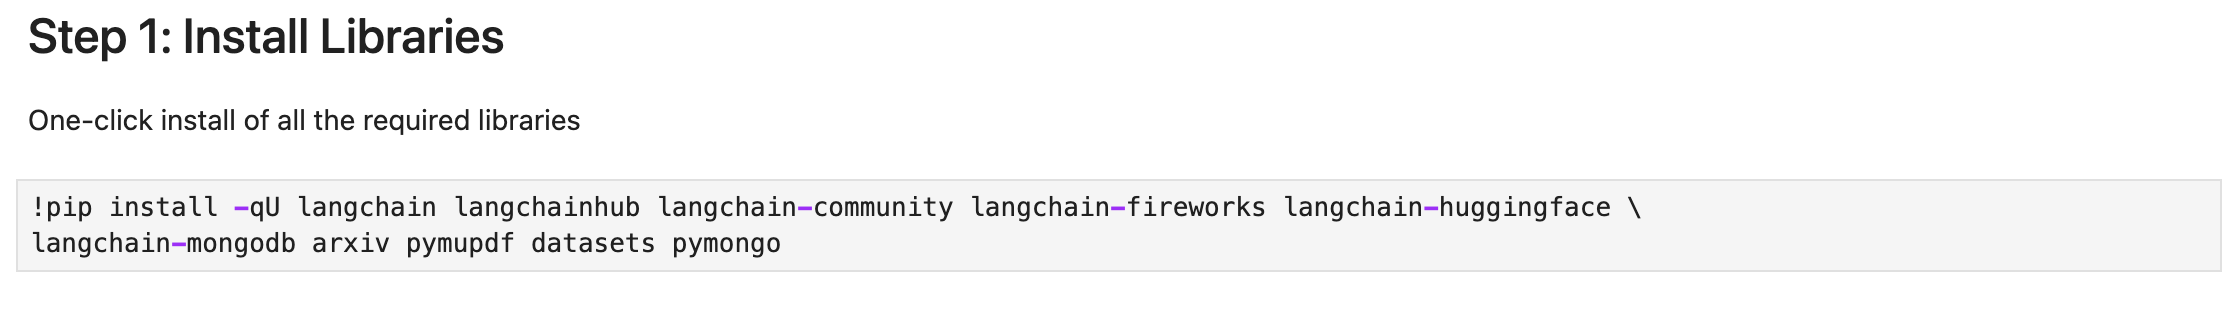 Step 1: Install Libraries
One-click install of all the required libraries
!pip install -qU langchain langchainhub langchain-community langchain-fireworks langchain-huggingface \
langchain-mongodb arxiv pymupdf datasets pymongo